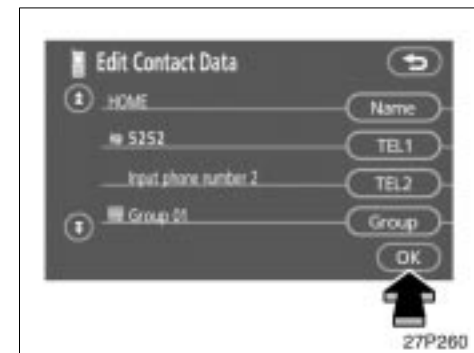 Edit Contact Data
HOME Name
5252 TEL1
Input phone number 2 TEL2
Group 01 Group
OK
27P260